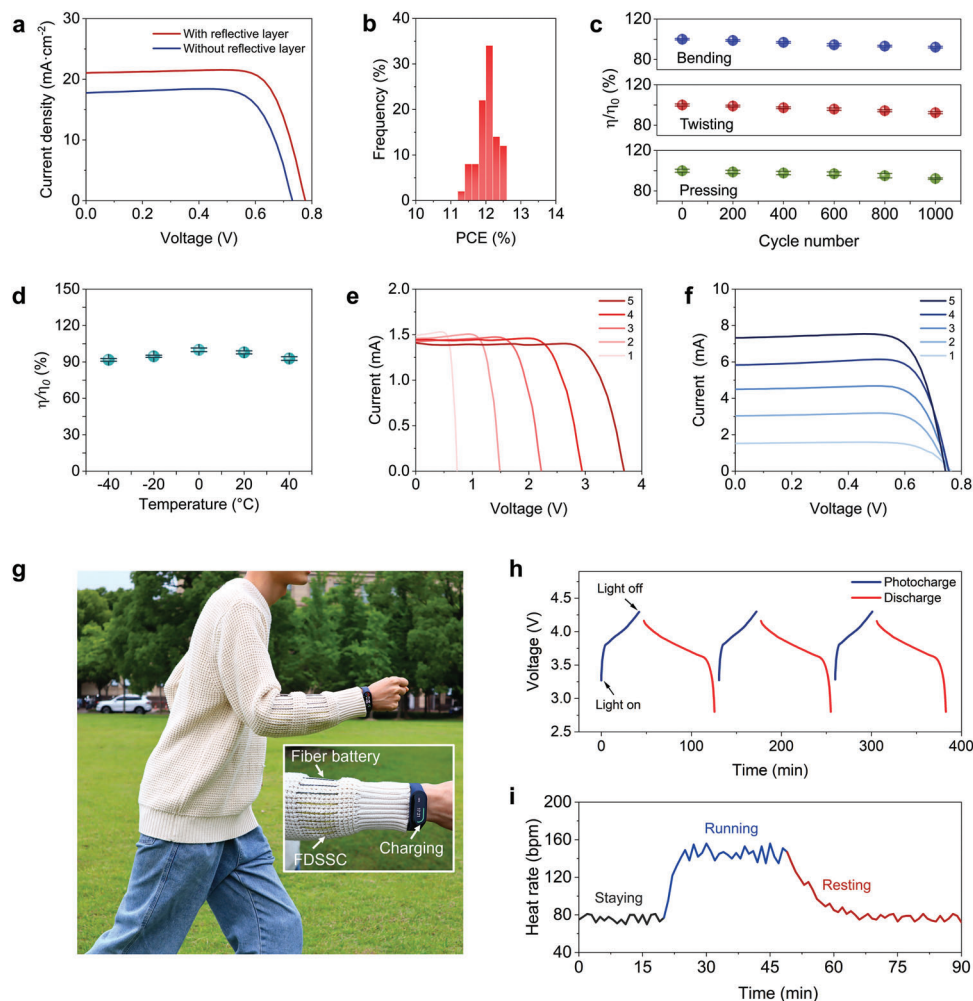 a
Current density (mA·cm⁻²)
30
20
10
0
With reflective layer
Without reflective layer
0.0 0.2 0.4 0.6 0.8
Voltage (V)
b
Frequency (%)
40
30
20
10
0
10 11 12 13 14
PCE (%)
c
η/η₀ (%)
120
80
Bending
120
80
Twisting
120
80
Pressing
0 200 400 600 800 1000
Cycle number
d
η/η₀ (%)
150
120
90
60
30
0
-40 -20 0 20 40
Temperature (°C)
e
Current (mA)
2.0
1.5
1.0
0.5
0.0
5
4
3
2
1
0 1 2 3 4
Voltage (V)
f
Current (mA)
10
8
6
4
2
0
5
4
3
2
1
0.0 0.2 0.4 0.6 0.8
Voltage (V)
g
Fiber battery
FDSSC
Charging
h
Voltage (V)
5.0
4.5
4.0
3.5
3.0
2.5
Light off
Light on
Photocharge
Discharge
0 100 200 300 400
Time (min)
i
Heat rate (bpm)
200
160
120
80
40
Staying
Running
Resting
0 15 30 45 60 75 90
Time (min)